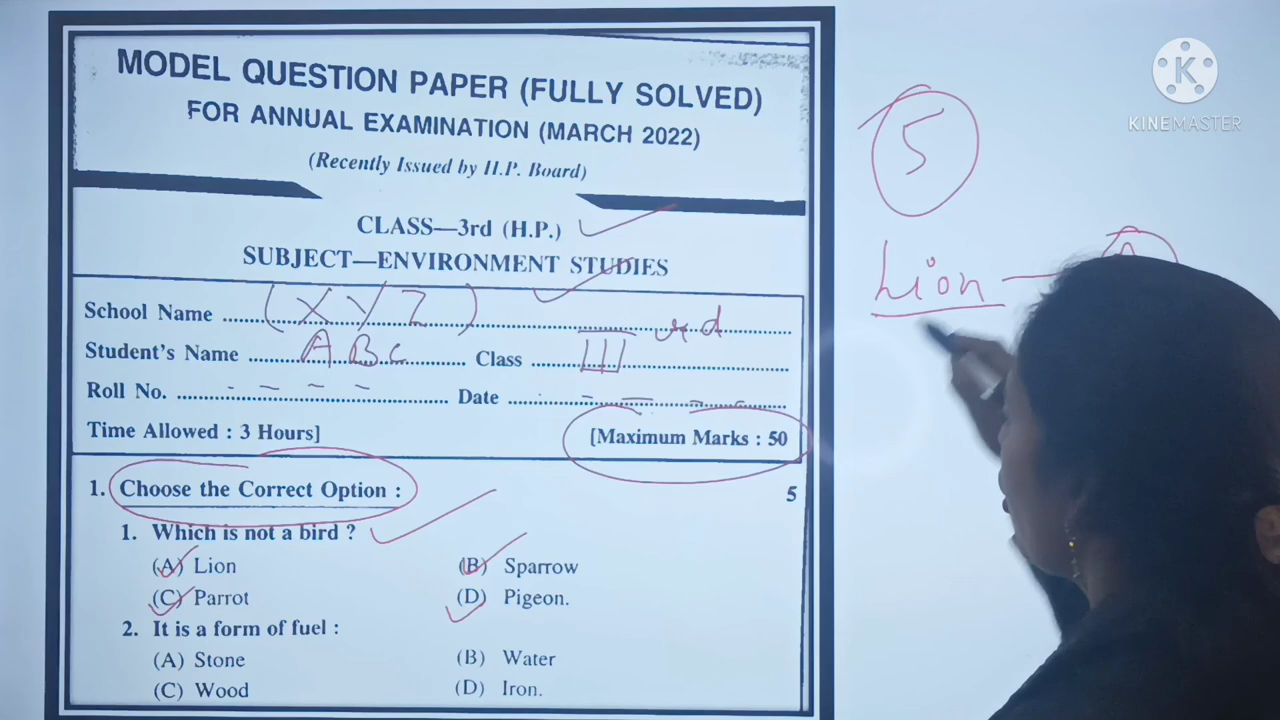 MODEL QUESTION PAPER (FULLY SOLVED)
FOR ANNUAL EXAMINATION (MARCH 2022)
(Recently Issued by H.P. Board)
CLASS—3rd (H.P.)
SUBJECT—ENVIRONMENT STUDIES
School Name (XYZ)
Student's Name ABC Class III rd
Roll No. Date
Time Allowed : 3 Hours] [Maximum Marks : 50
1. Choose the Correct Option : 5
1. Which is not a bird ?
(A) Lion (B) Sparrow
(C) Parrot (D) Pigeon.
2. It is a form of fuel :
(A) Stone (B) Water
(C) Wood (D) Iron.
5
Lion —
K
KINEMASTER